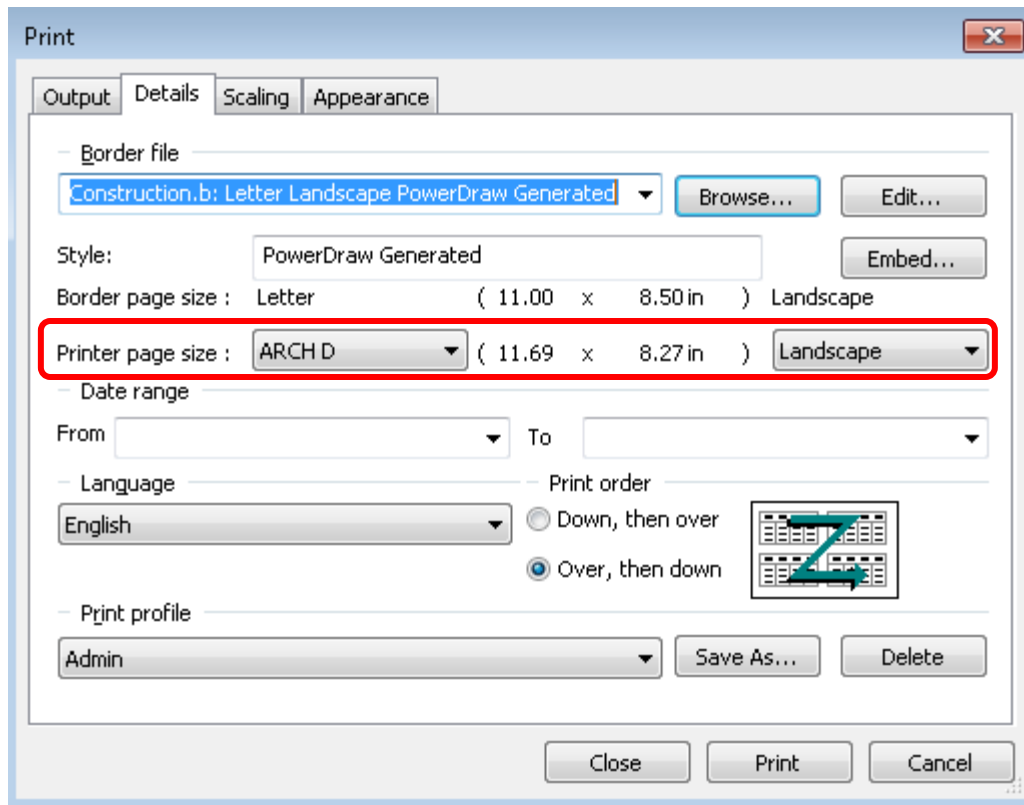 Print
Output Details Scaling Appearance
Border file
Construction.b: Letter Landscape PowerDraw Generated Browse... Edit...
Style: PowerDraw Generated Embed...
Border page size : Letter ( 11.00 x 8.50 in ) Landscape
Printer page size : ARCH D ( 11.69 x 8.27 in ) Landscape
Date range
From To
Language Print order
English Down, then over
Over, then down
Print profile
Admin Save As... Delete
Close Print Cancel